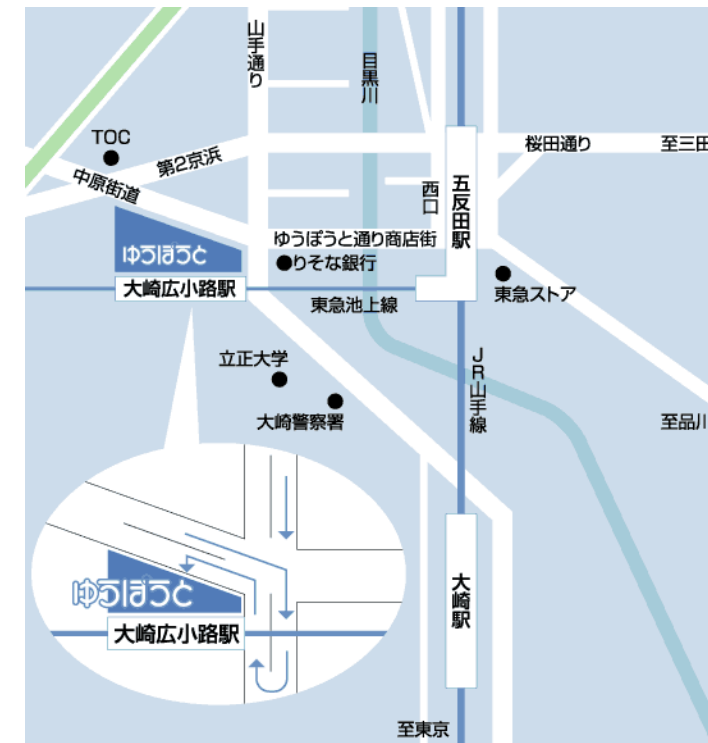 山手通り
目黒川
TOC
第2京浜
中原街道
桜田通り
至三田
西口
五反田駅
ゆうぽうと通り商店街
ゆうぽうと
りそな銀行
大崎広小路駅
東急池上線
東急ストア
立正大学
大崎警察署
JR山手線
至品川
ゆうぽうと
大崎広小路駅
大崎駅
至東京